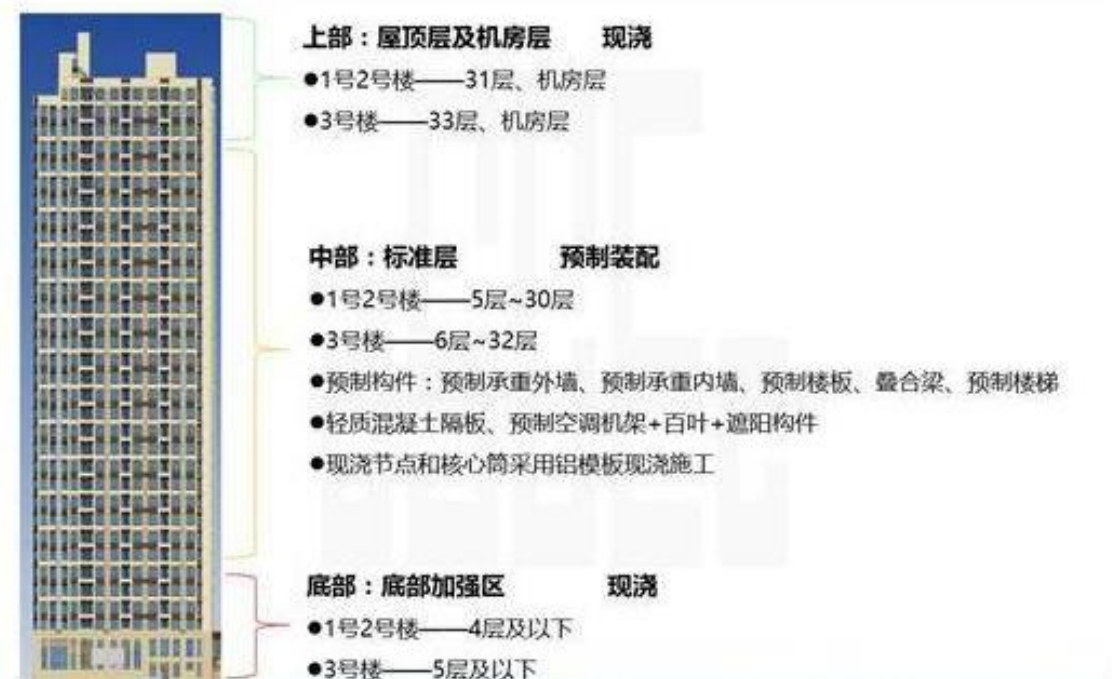 上部：屋顶层及机房层 现浇
●1号2号楼——31层、机房层
●3号楼——33层、机房层
中部：标准层 预制装配
●1号2号楼——5层~30层
●3号楼——6层~32层
●预制构件：预制承重外墙、预制承重内墙、预制楼板、叠合梁、预制楼梯
●轻质混凝土隔板、预制空调机架+百叶+遮阳构件
●现浇节点和核心筒采用铝模板现浇施工
底部：底部加强区 现浇
●1号2号楼——4层及以下
●3号楼——5层及以下